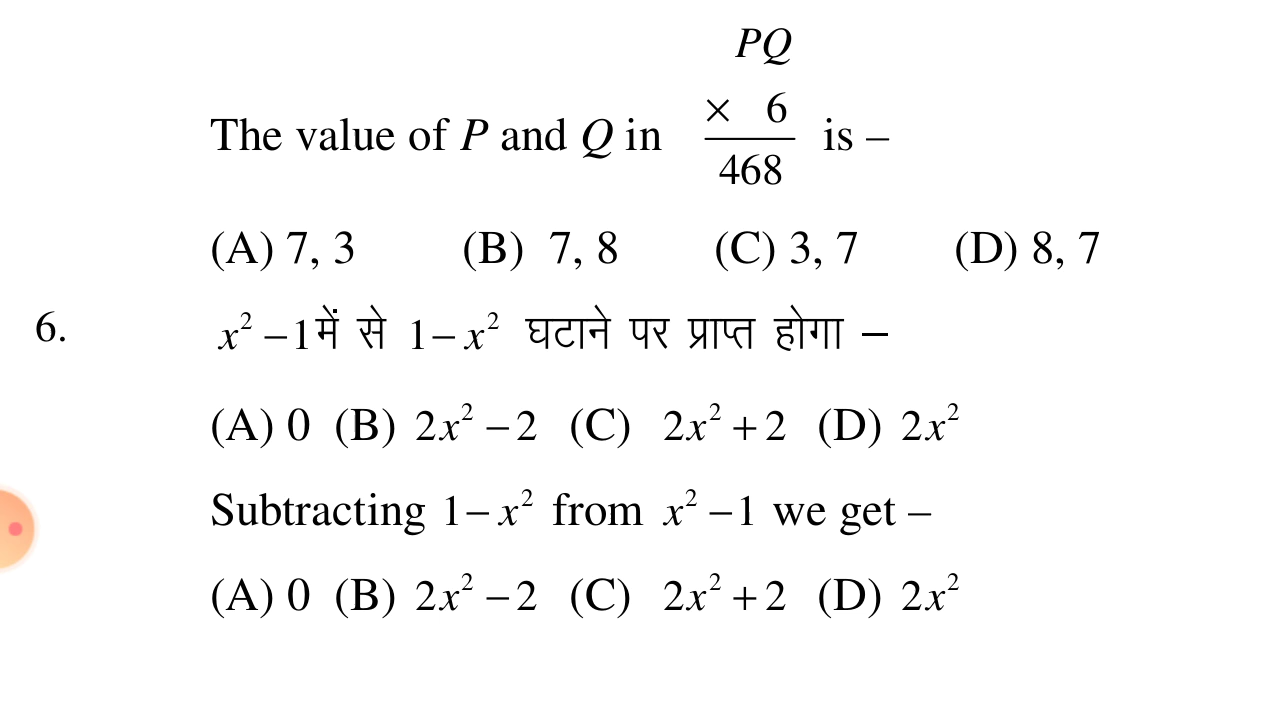 PQ
× 6
The value of P and Q in is –
468
(A) 7, 3 (B) 7, 8 (C) 3, 7 (D) 8, 7
6. x² – 1 में से 1 – x² घटाने पर प्राप्त होगा –
(A) 0 (B) 2x² – 2 (C) 2x² + 2 (D) 2x²
Subtracting 1 – x² from x² – 1 we get –
(A) 0 (B) 2x² – 2 (C) 2x² + 2 (D) 2x²